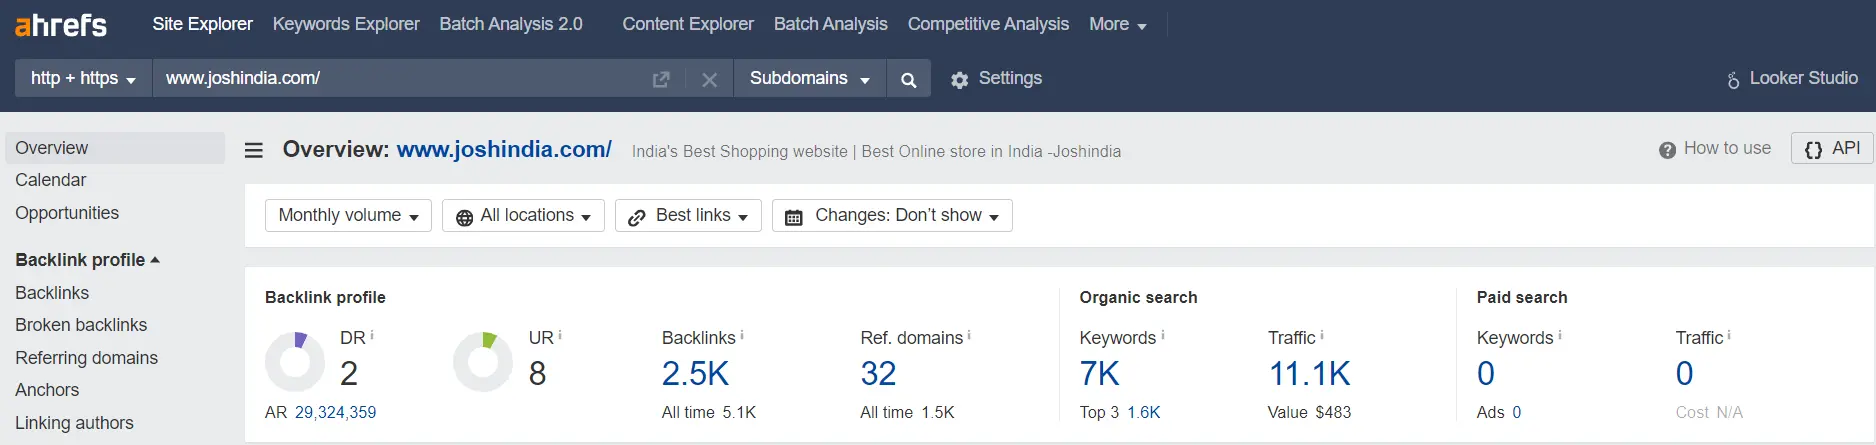 ahrefs Site Explorer Keywords Explorer Batch Analysis 2.0 Content Explorer Batch Analysis Competitive Analysis More
http + https www.joshindia.com/ Subdomains Settings Looker Studio
Overview
Calendar
Opportunities
Backlink profile
Backlinks
Broken backlinks
Referring domains
Anchors
Linking authors
Overview: www.joshindia.com/ India's Best Shopping website | Best Online store in India -Joshindia How to use {} API
Monthly volume All locations Best links Changes: Don't show
Backlink profile
DR i UR i Backlinks i Ref. domains i
2 8 2.5K 32
AR 29,324,359 All time 5.1K All time 1.5K
Organic search
Keywords i Traffic i
7K 11.1K
Top 3 1.6K Value $483
Paid search
Keywords i Traffic i
0 0
Ads 0 Cost N/A